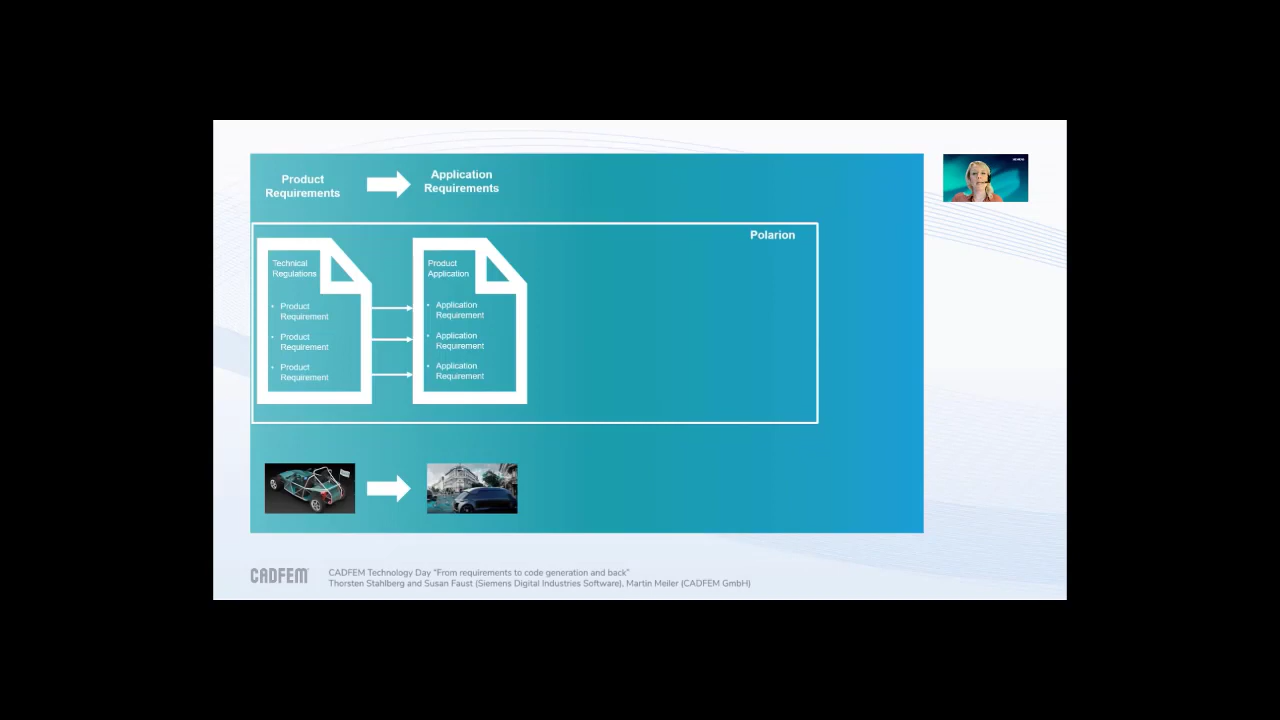 Product
Requirements
Application
Requirements
Polarion
Technical
Regulations
• Product
Requirement
• Product
Requirement
• Product
Requirement
Product
Application
• Application
Requirement
• Application
Requirement
• Application
Requirement
SIEMENS
CADFEM
CADFEM Technology Day "From requirements to code generation and back"
Thorsten Stahlberg and Susan Faust (Siemens Digital Industries Software), Martin Meiler (CADFEM GmbH)